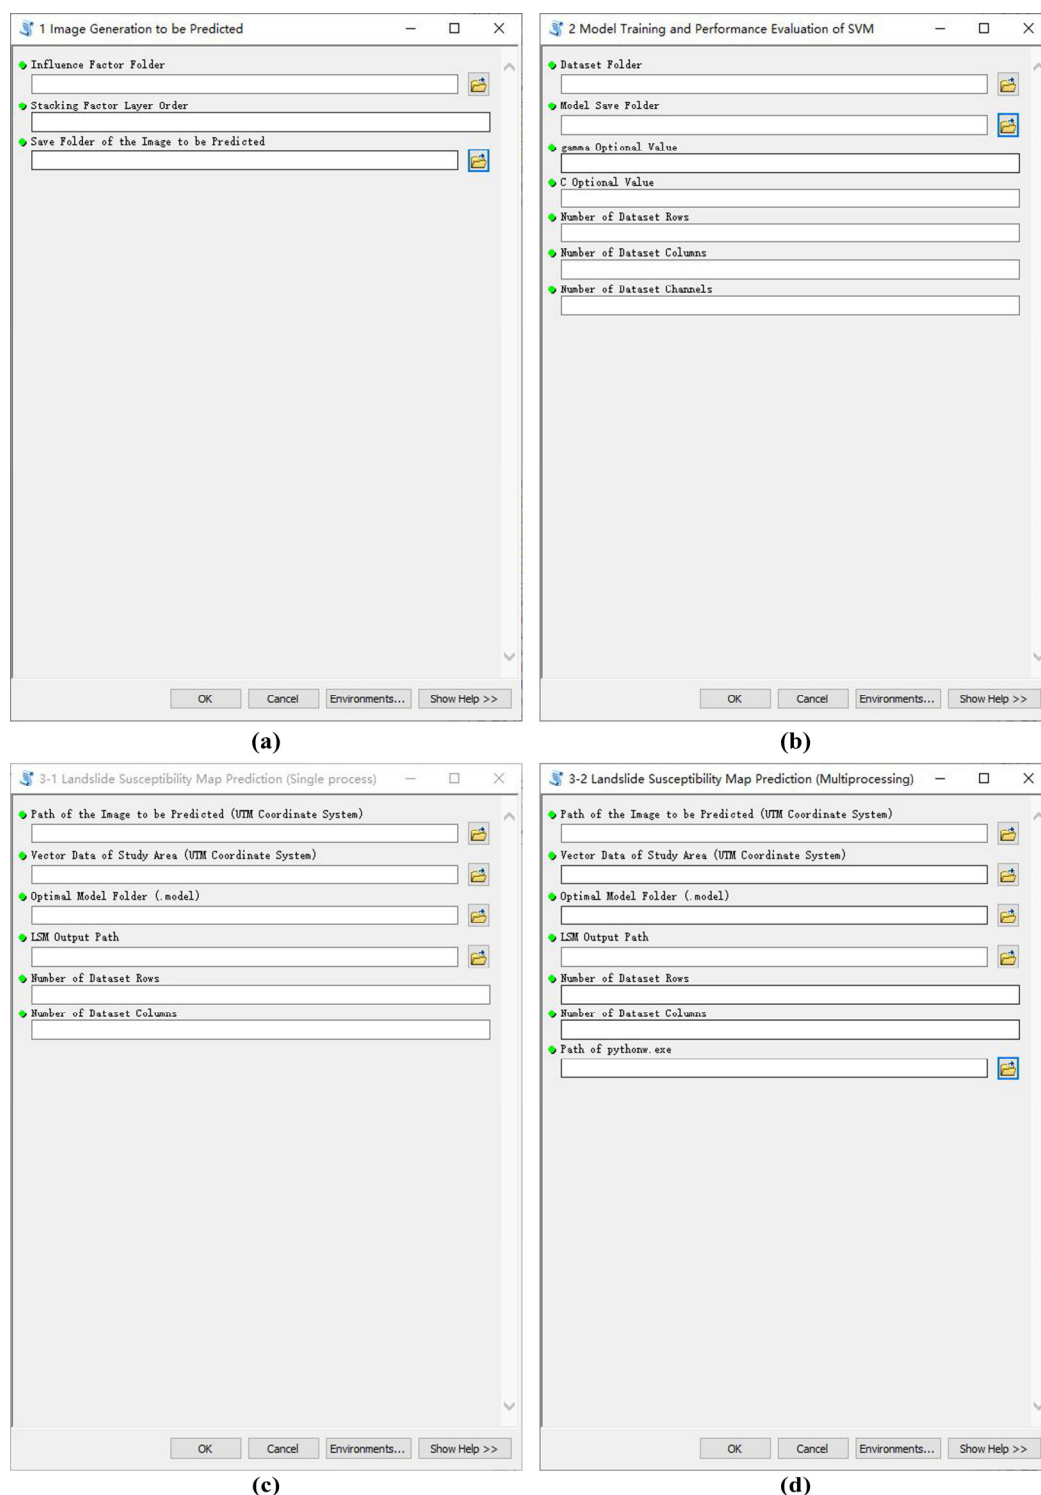 1 Image Generation to be Predicted
Influence Factor Folder
Stacking Factor Layer Order
Save Folder of the Image to be Predicted
OK Cancel Environments... Show Help >>
(a)
2 Model Training and Performance Evaluation of SVM
Dataset Folder
Model Save Folder
gamma Optional Value
C Optional Value
Number of Dataset Rows
Number of Dataset Columns
Number of Dataset Channels
OK Cancel Environments... Show Help >>
(b)
3-1 Landslide Susceptibility Map Prediction (Single process)
Path of the Image to be Predicted (UTM Coordinate System)
Vector Data of Study Area (UTM Coordinate System)
Optimal Model Folder (.model)
LSM Output Path
Number of Dataset Rows
Number of Dataset Columns
OK Cancel Environments... Show Help >>
(c)
3-2 Landslide Susceptibility Map Prediction (Multiprocessing)
Path of the Image to be Predicted (UTM Coordinate System)
Vector Data of Study Area (UTM Coordinate System)
Optimal Model Folder (.model)
LSM Output Path
Number of Dataset Rows
Number of Dataset Columns
Path of pythonw.exe
OK Cancel Environments... Show Help >>
(d)